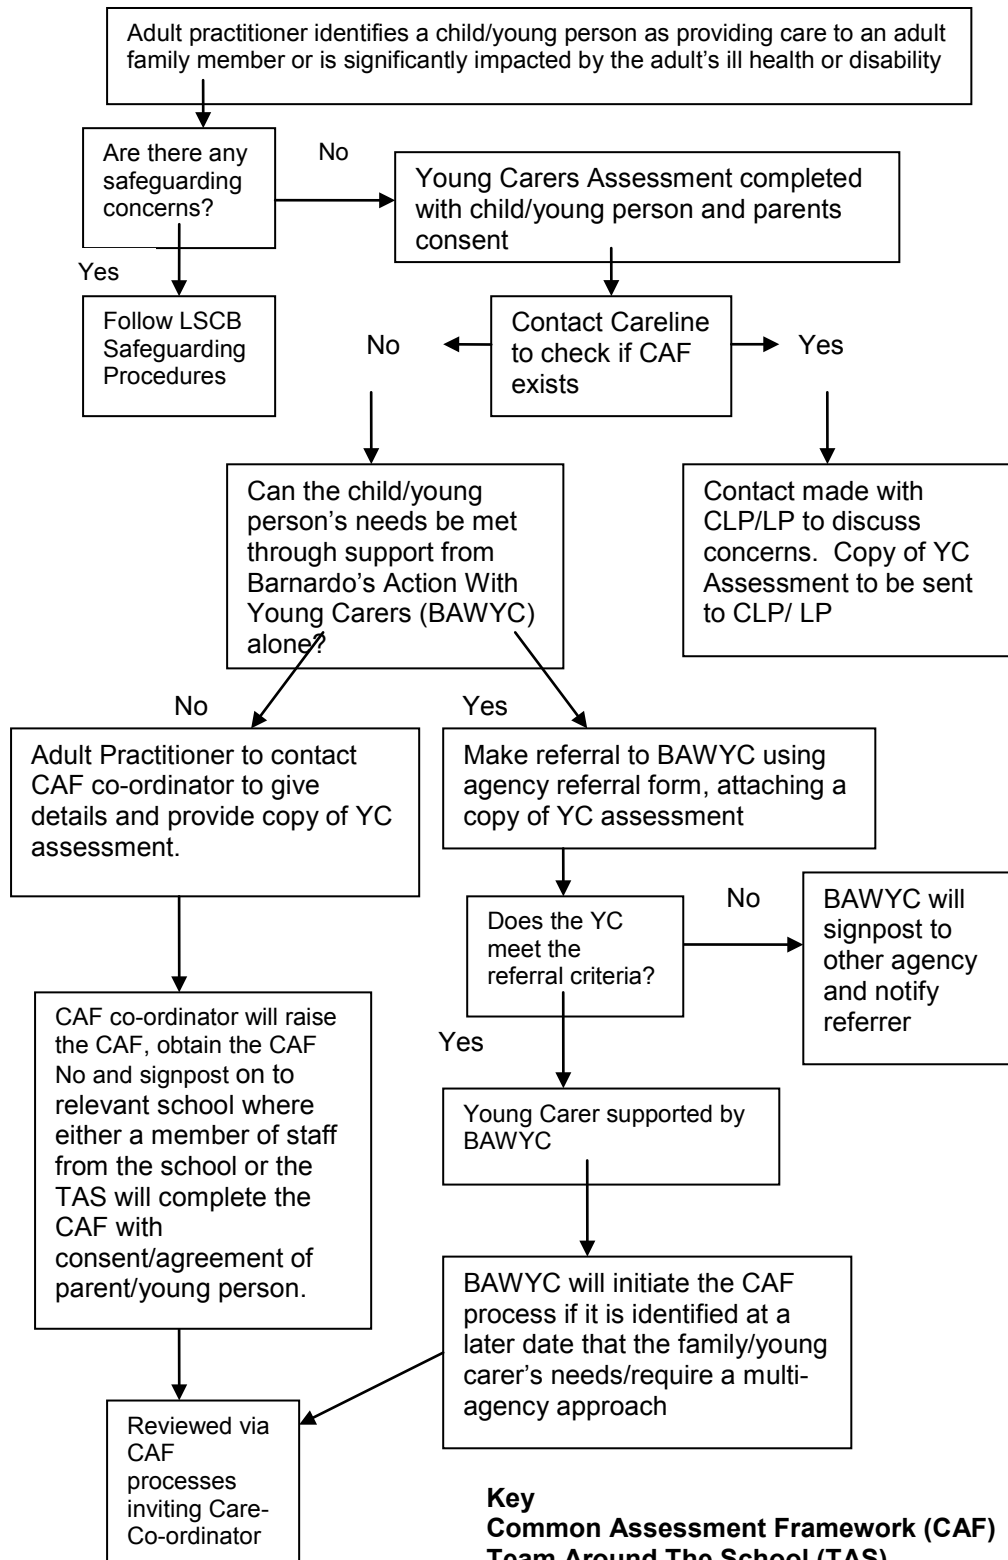 Adult practitioner identifies a child/young person as providing care to an adult
family member or is significantly impacted by the adult's ill health or disability
Are there any
safeguarding
concerns?
No
Young Carers Assessment completed
with child/young person and parents
consent
Yes
Follow LSCB
Safeguarding
Procedures
No
Contact Careline
to check if CAF
exists
Yes
Can the child/young
person's needs be met
through support from
Barnardo's Action With
Young Carers (BAWYC)
alone?
Contact made with
CLP/LP to discuss
concerns.  Copy of YC
Assessment to be sent
to CLP/ LP
No
Yes
Adult Practitioner to contact
CAF co-ordinator to give
details and provide copy of YC
assessment.
Make referral to BAWYC using
agency referral form, attaching a
copy of YC assessment
Does the YC
meet the
referral criteria?
No
BAWYC will
signpost to
other agency
and notify
referrer
CAF co-ordinator will raise
the CAF, obtain the CAF
No and signpost on to
relevant school where
either a member of staff
from the school or the
TAS will complete the
CAF with
consent/agreement of
parent/young person.
Yes
Young Carer supported by
BAWYC
BAWYC will initiate the CAF
process if it is identified at a
later date that the family/young
carer's needs/require a multi-
agency approach
Reviewed via
CAF
processes
inviting Care-
Co-ordinator
Key
Common Assessment Framework (CAF)
Team Around The School (TAS)